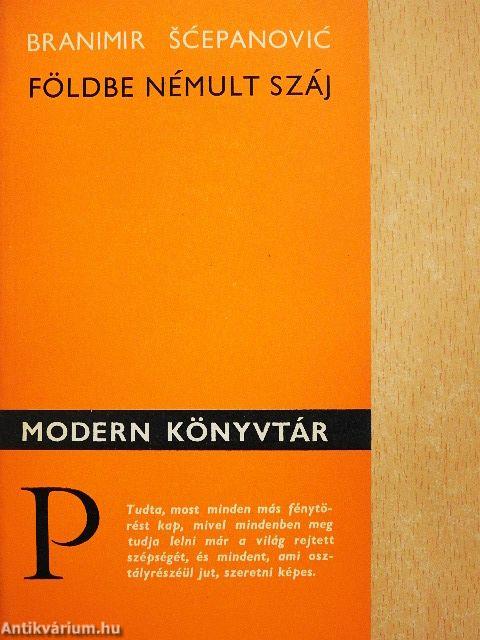 BRANIMIR ŠĆEPANOVIĆ
FÖLDBE NÉMULT SZÁJ
MODERN KÖNYVTÁR
P
Tudta, most minden más fénytö-
rést kap, mivel mindenben meg
tudja lelni már a világ rejtett
szépségét, és mindent, ami osz-
tályrészéül jut, szeretni képes.
Antikvárium.hu